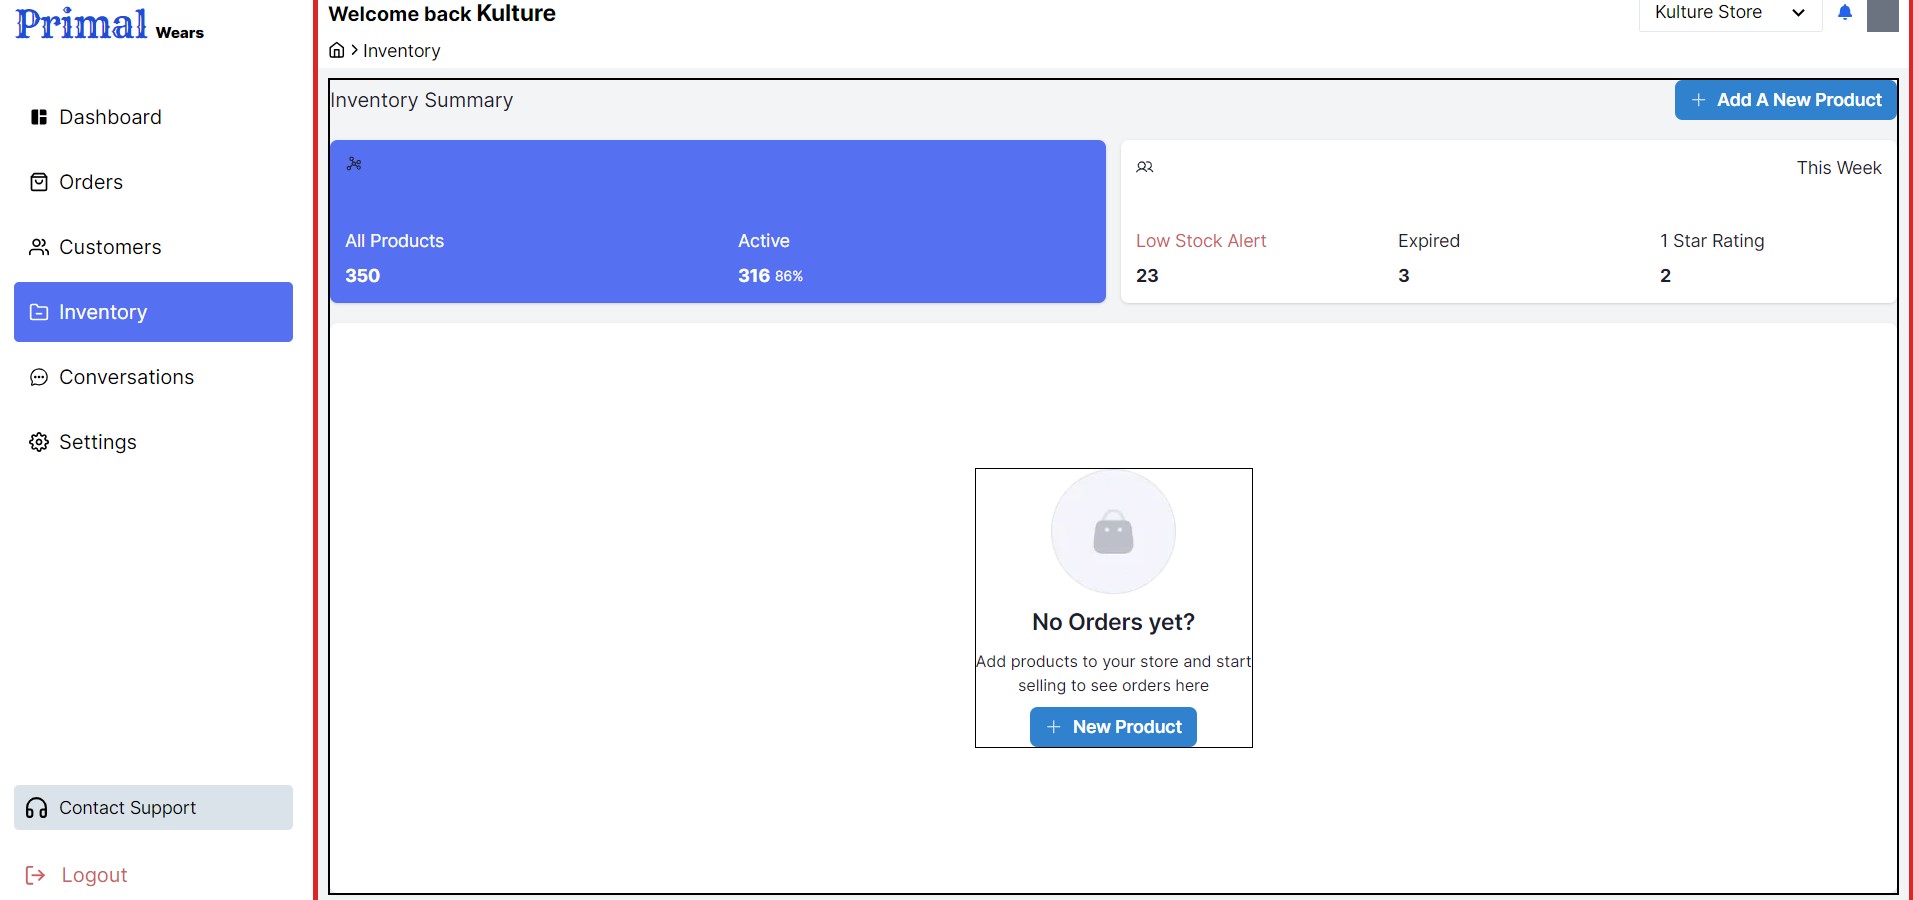 Primal Wears
Dashboard
Orders
Customers
Inventory
Conversations
Settings
Contact Support
Logout
Welcome back Kulture
Kulture Store
Inventory
Inventory Summary
Add A New Product
All Products
350
Active
316 86%
This Week
Low Stock Alert
23
Expired
3
1 Star Rating
2
No Orders yet?
Add products to your store and start
selling to see orders here
New Product